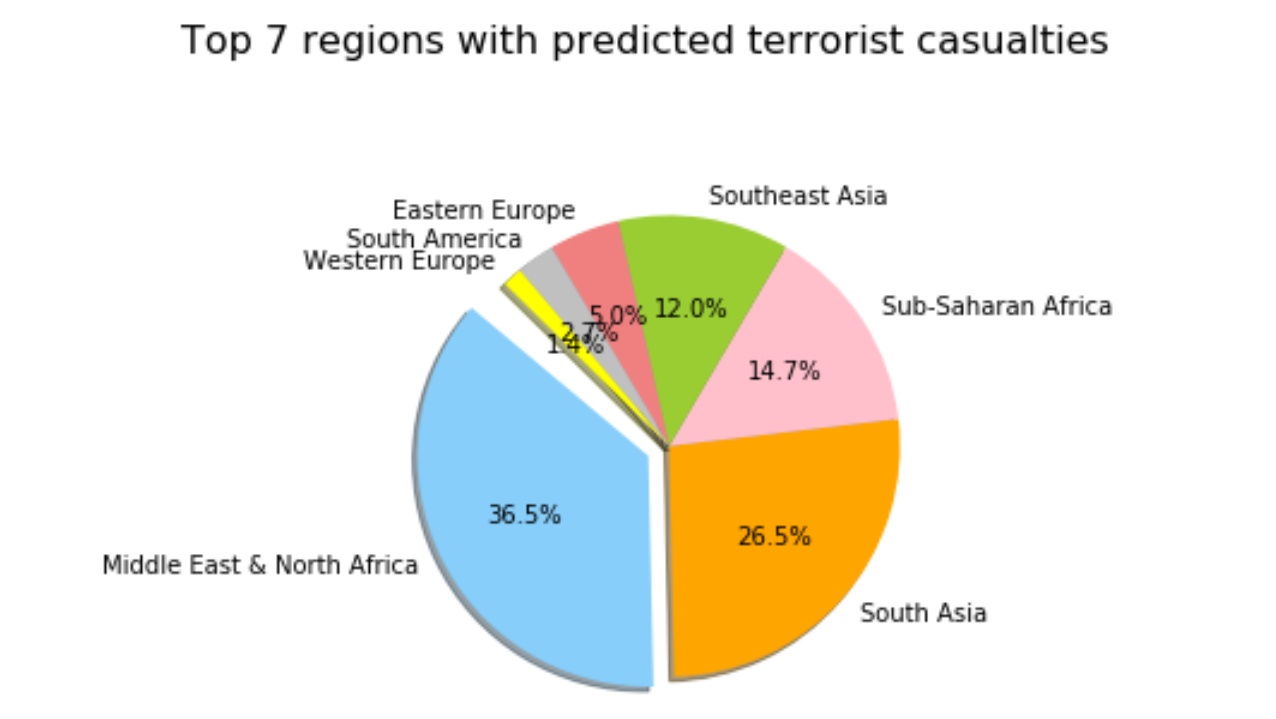 Top 7 regions with predicted terrorist casualties
Southeast Asia
Eastern Europe
South America
Western Europe
Sub-Saharan Africa
5.0%
12.0%
2.7%
1.4%
14.7%
36.5%
26.5%
Middle East & North Africa
South Asia